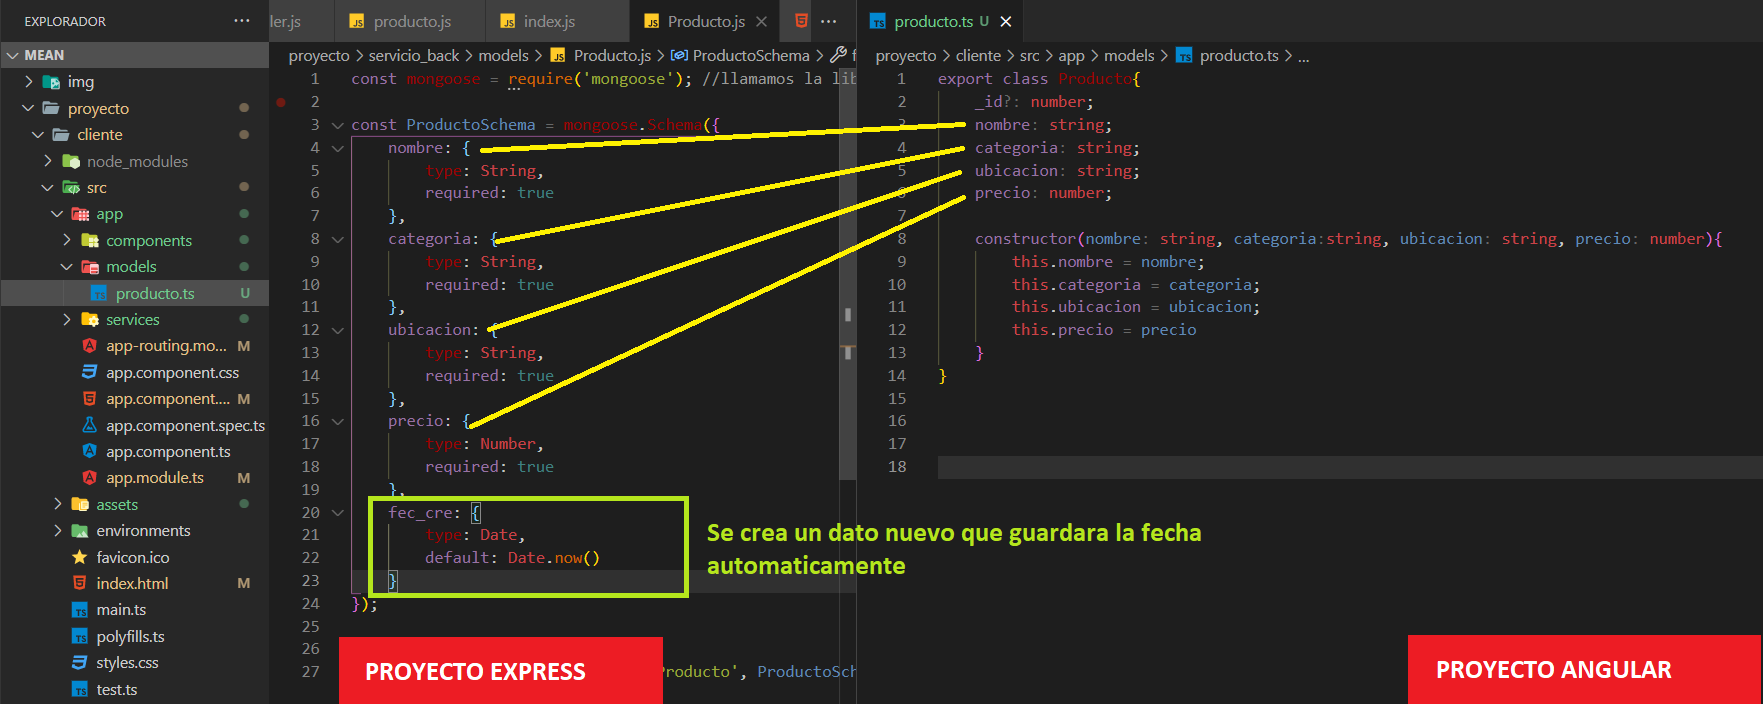 EXPLORADOR
MEAN
img
proyecto
cliente
node_modules
src
app
components
models
producto.ts U
services
app-routing.mo... M
app.component.css
app.component.... M
app.component.spec.ts
app.component.ts
app.module.ts M
assets
environments
favicon.ico
index.html M
main.ts
polyfills.ts
styles.css
test.ts
ler.js producto.js index.js Producto.js
proyecto > servicio_back > models > Producto.js > ProductoSchema > f
1 const mongoose = require('mongoose'); //llamamos la lib
2
3 const ProductoSchema = mongoose.Schema({
4 nombre: {
5 type: String,
6 required: true
7 },
8 categoria: {
9 type: String,
10 required: true
11 },
12 ubicacion: {
13 type: String,
14 required: true
15 },
16 precio: {
17 type: Number,
18 required: true
19 },
20 fec_cre: {
21 type: Date,
22 default: Date.now()
23 }
24 });
25
26
27 Producto', ProductoSch
PROYECTO EXPRESS
Se crea un dato nuevo que guardara la fecha
automaticamente
producto.ts U
proyecto > cliente > src > app > models > producto.ts > ...
1 export class Producto{
2 _id?: number;
3 nombre: string;
4 categoria: string;
5 ubicacion: string;
6 precio: number;
7
8 constructor(nombre: string, categoria:string, ubicacion: string, precio: number){
9 this.nombre = nombre;
10 this.categoria = categoria;
11 this.ubicacion = ubicacion;
12 this.precio = precio
13 }
14 }
15
16
17
18
PROYECTO ANGULAR